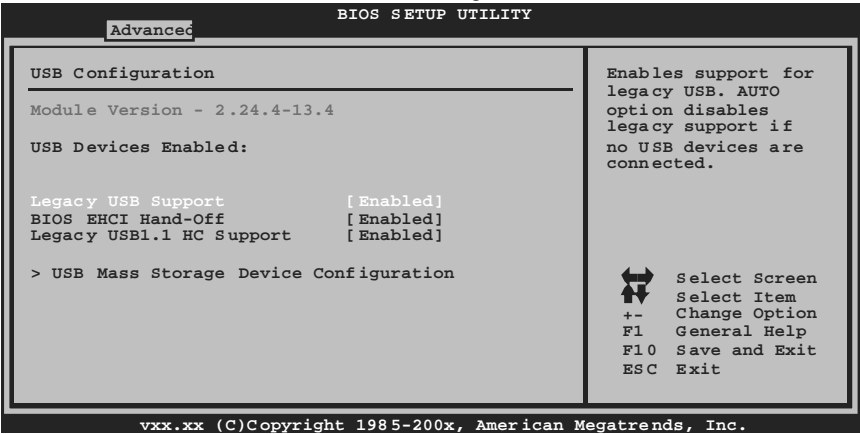 BIOS SETUP UTILITY
Advanced
USB Configuration
Module Version - 2.24.4-13.4
USB Devices Enabled:
Legacy USB Support [Enabled]
BIOS EHCI Hand-Off [Enabled]
Legacy USB1.1 HC Support [Enabled]
> USB Mass Storage Device Configuration
Enables support for
legacy USB. AUTO
option disables
legacy support if
no USB devices are
connected.
Select Screen
Select Item
+- Change Option
F1 General Help
F10 Save and Exit
ESC Exit
vxx.xx (C)Copyright 1985-200x, American Megatrends, Inc.